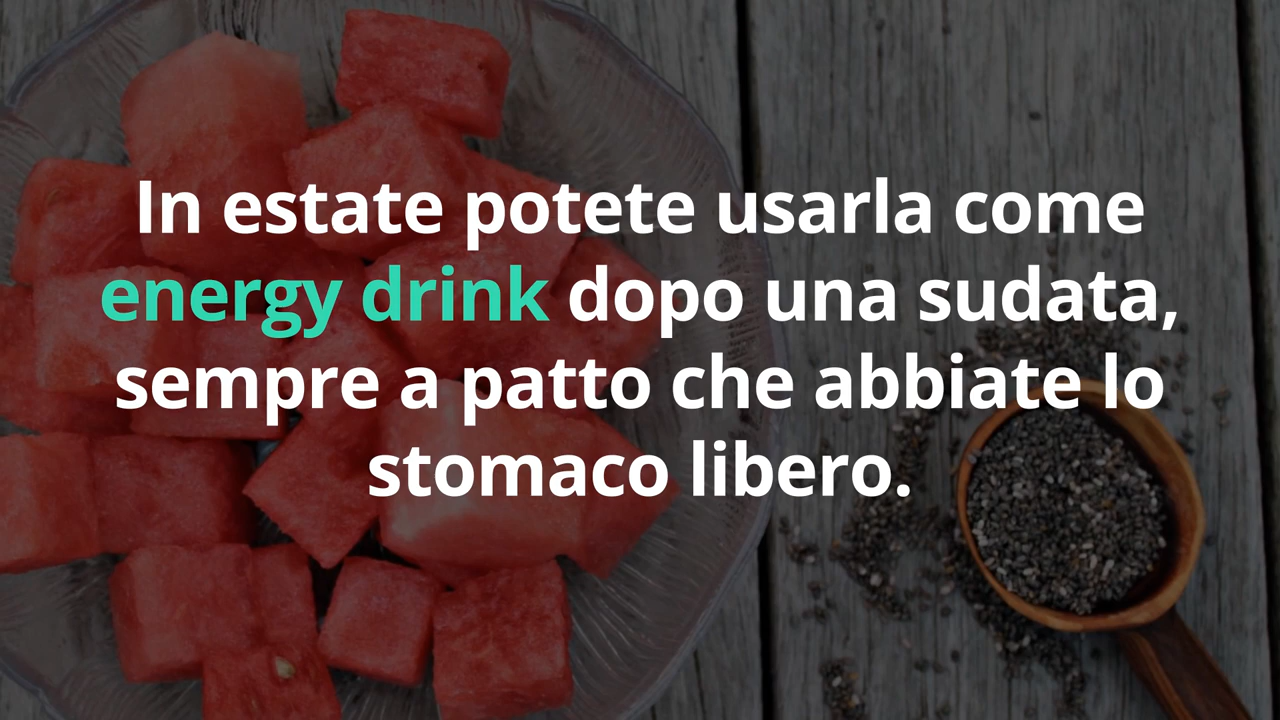 In estate potete usarla come
energy drink dopo una sudata,
sempre a patto che abbiate lo
stomaco libero.